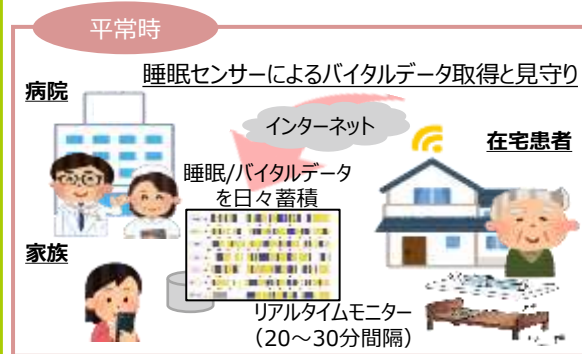 平常時
睡眠センサーによるバイタルデータ取得と見守り
病院
インターネット
在宅患者
睡眠/バイタルデータ
を日々蓄積
家族
リアルタイムモニター
（20～30分間隔）